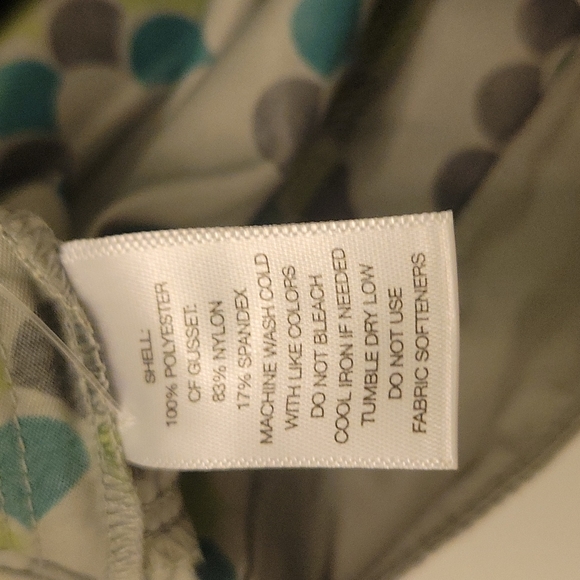 SHELL:
100% POLYESTER
CF GUSSET:
83% NYLON
17% SPANDEX
MACHINE WASH COLD
WITH LIKE COLORS
DO NOT BLEACH
COOL IRON IF NEEDED
TUMBLE DRY LOW
DO NOT USE
FABRIC SOFTENERS